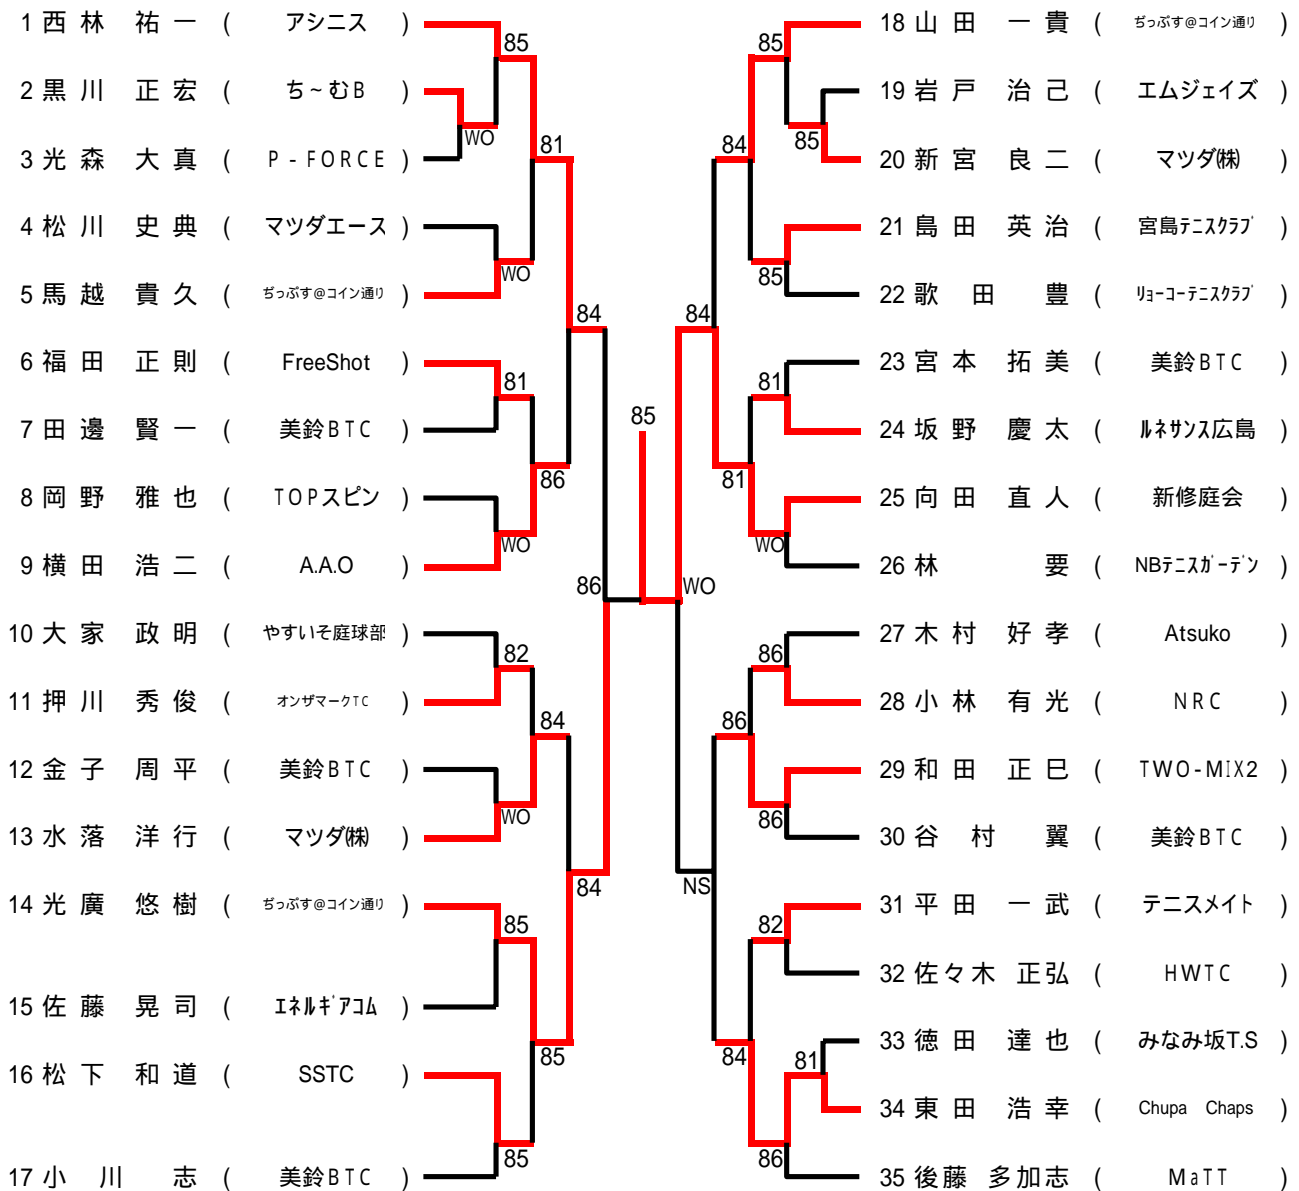 1 西林 祐一 ( アシニス )
85
2 黒川 正宏 ( ち~むB )
WO
3 光森 大真 ( P-FORCE )
81
4 松川 史典 ( マツダエース )
WO
5 馬越 貴久 ( ぢっぷす@コイン通り )
84
6 福田 正則 ( FreeShot )
81
7 田邊 賢一 ( 美鈴BTC )
86
8 岡野 雅也 ( TOPスピン )
WO
9 横田 浩二 ( A.A.O )
86
10 大家 政明 ( やすいそ庭球部 )
82
11 押川 秀俊 ( オンザマークTC )
84
12 金子 周平 ( 美鈴BTC )
WO
13 水落 洋行 ( マツダ㈱ )
84
14 光廣 悠樹 ( ぢっぷす@コイン通り )
85
15 佐藤 晃司 ( エネルギアコム )
85
16 松下 和道 ( SSTC )
85
17 小川 志 ( 美鈴BTC )
85
WO
18 山田 一貴 ( ぢっぷす@コイン通り )
85
19 岩戸 治己 ( エムジェイズ )
85
20 新宮 良二 ( マツダ㈱ )
84
21 島田 英治 ( 宮島テニスクラブ )
85
22 歌田 豊 ( リョーコーテニスクラブ )
84
23 宮本 拓美 ( 美鈴BTC )
81
24 坂野 慶太 ( ルネサンス広島 )
81
25 向田 直人 ( 新修庭会 )
WO
26 林 要 ( NBテニスガーデン )
27 木村 好孝 ( Atsuko )
86
28 小林 有光 ( NRC )
86
29 和田 正巳 ( TWO-MIX2 )
86
30 谷村 翼 ( 美鈴BTC )
NS
31 平田 一武 ( テニスメイト )
82
32 佐々木 正弘 ( HWTC )
84
33 徳田 達也 ( みなみ坂T.S )
81
34 東田 浩幸 ( Chupa Chaps )
86
35 後藤 多加志 ( MaTT )